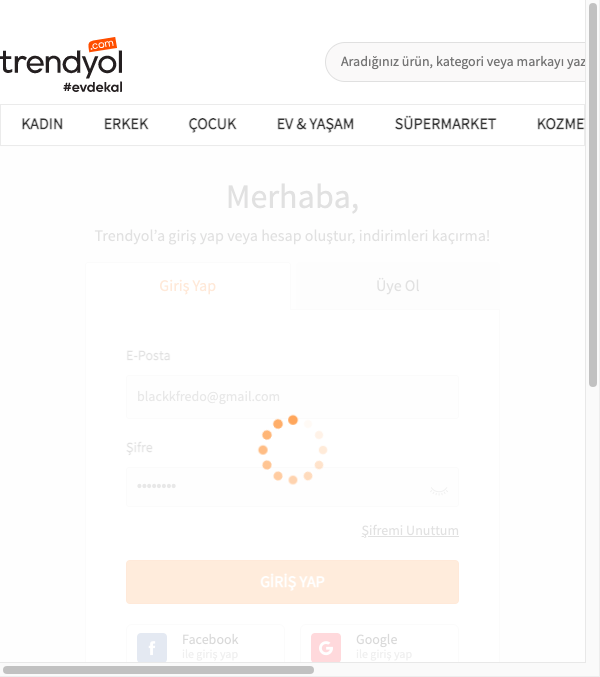 .com
trendyol
#evdekal
Aradığınız ürün, kategori veya markayı yaz
KADIN ERKEK ÇOCUK EV & YAŞAM SÜPERMARKET KOZME
Merhaba,
Trendyol'a giriş yap veya hesap oluştur, indirimleri kaçırma!
Giriş Yap Üye Ol
E-Posta
blackkfredo@gmail.com
Şifre
••••••••
Şifremi Unuttum
GİRİŞ YAP
f Facebook G Google
ile giriş yap ile giriş yap